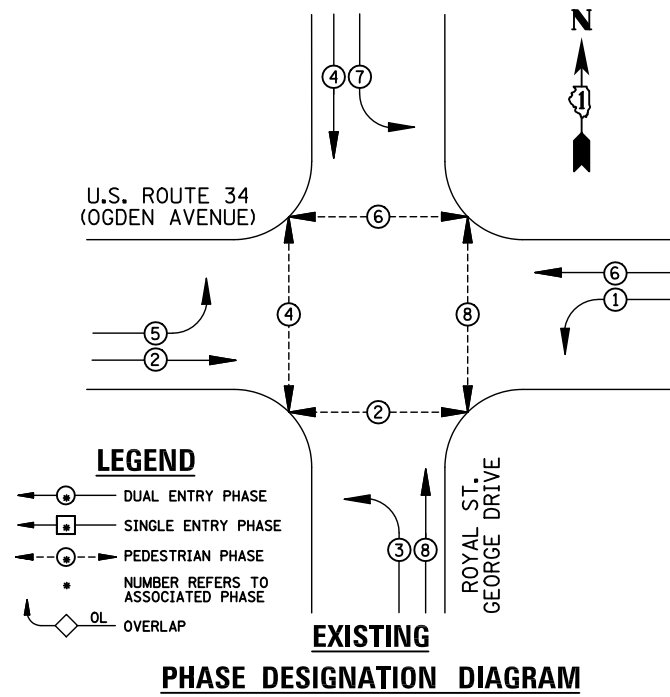 N
1
4
7
U.S. ROUTE 34
(OGDEN AVENUE)
6
6
1
4
8
5
2
2
3
8
ROYAL ST.
GEORGE DRIVE
LEGEND
* DUAL ENTRY PHASE
* SINGLE ENTRY PHASE
* PEDESTRIAN PHASE
* NUMBER REFERS TO
ASSOCIATED PHASE
OL OVERLAP
EXISTING
PHASE DESIGNATION DIAGRAM